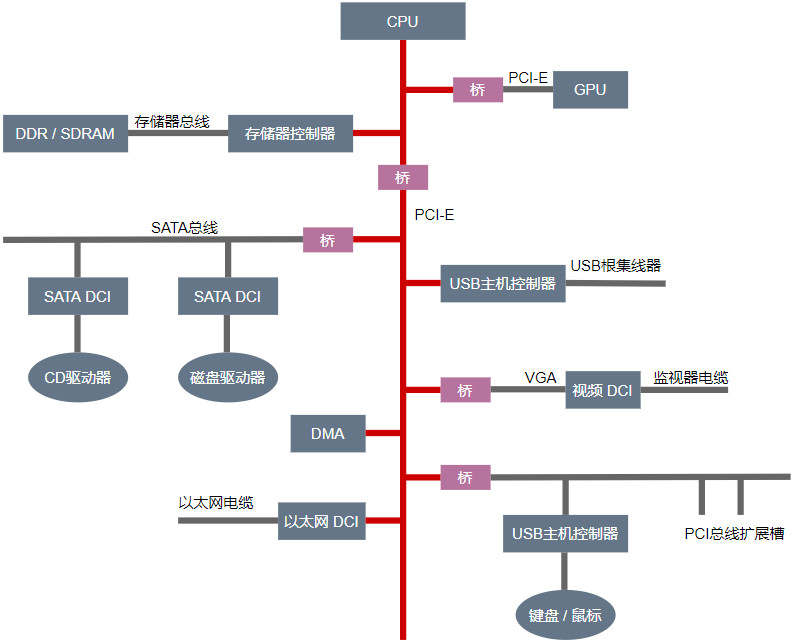 CPU
桥
PCI-E
GPU
DDR / SDRAM
存储器总线
存储器控制器
桥
PCI-E
SATA总线
桥
SATA DCI
SATA DCI
CD驱动器
磁盘驱动器
USB主机控制器
USB根集线器
桥
VGA
视频 DCI
监视器电缆
DMA
桥
以太网电缆
以太网 DCI
USB主机控制器
PCI总线扩展槽
键盘 / 鼠标